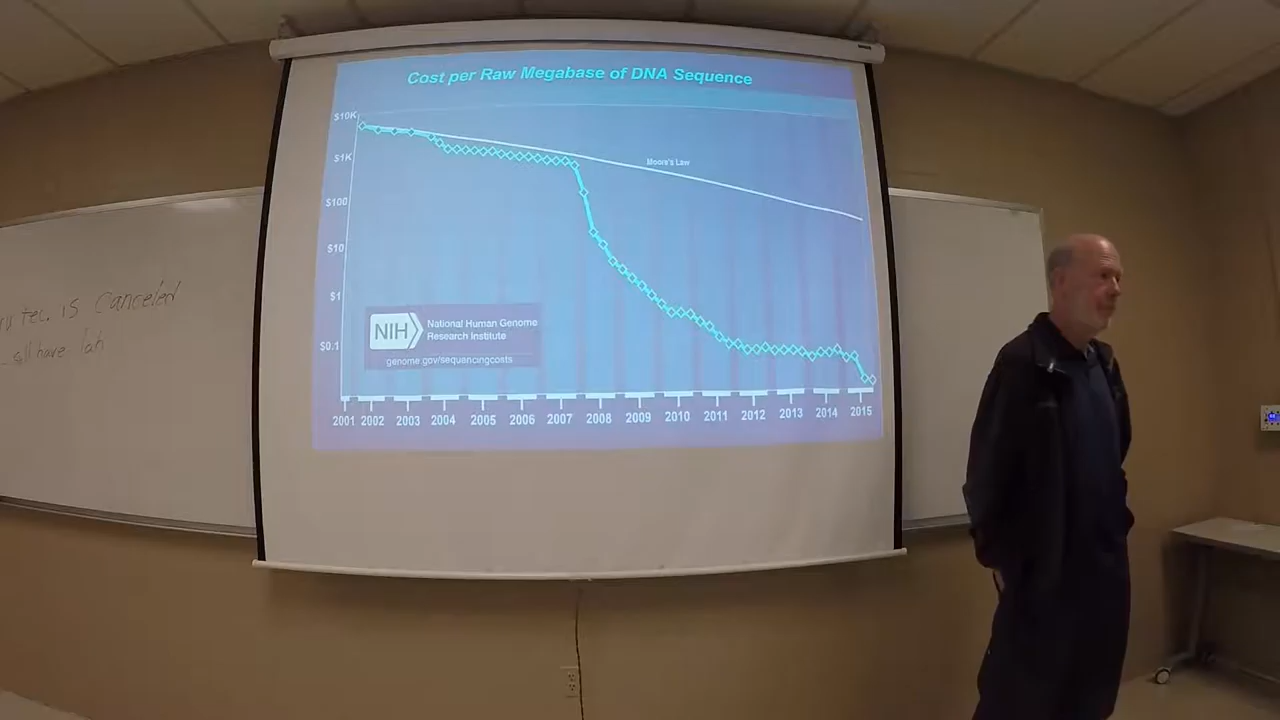 Cost per Raw Megabase of DNA Sequence
$10K
$1K
$100
$10
$1
$0.1
Moore's Law
NIH
National Human Genome
Research Institute
genome.gov/sequencingcosts
2001 2002 2003 2004 2005 2006 2007 2008 2009 2010 2011 2012 2013 2014 2015
is Canceled
have lab